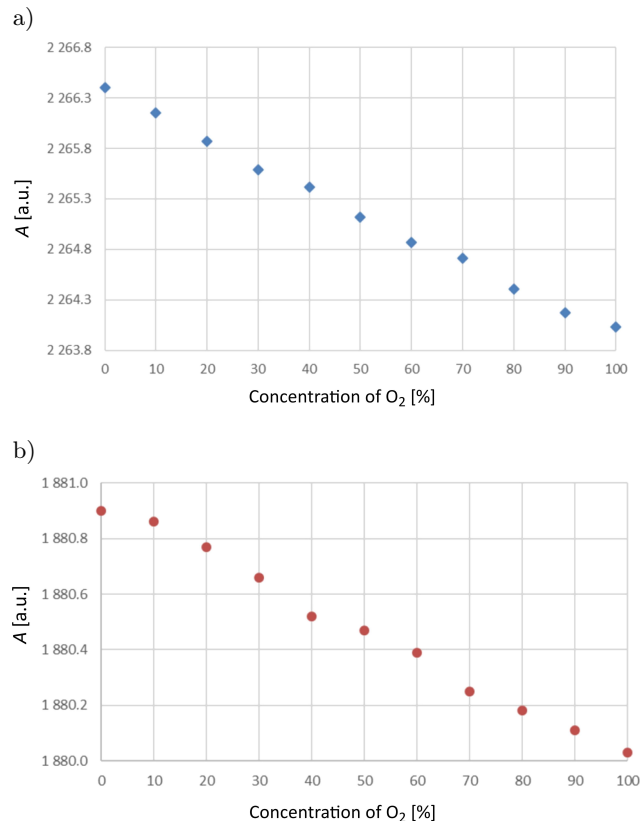 a)
2 266.8
2 266.3
2 265.8
2 265.3
2 264.8
2 264.3
2 263.8
A [a.u.]
0 10 20 30 40 50 60 70 80 90 100
Concentration of O₂ [%]
b)
1 881.0
1 880.8
1 880.6
1 880.4
1 880.2
1 880.0
A [a.u.]
0 10 20 30 40 50 60 70 80 90 100
Concentration of O₂ [%]